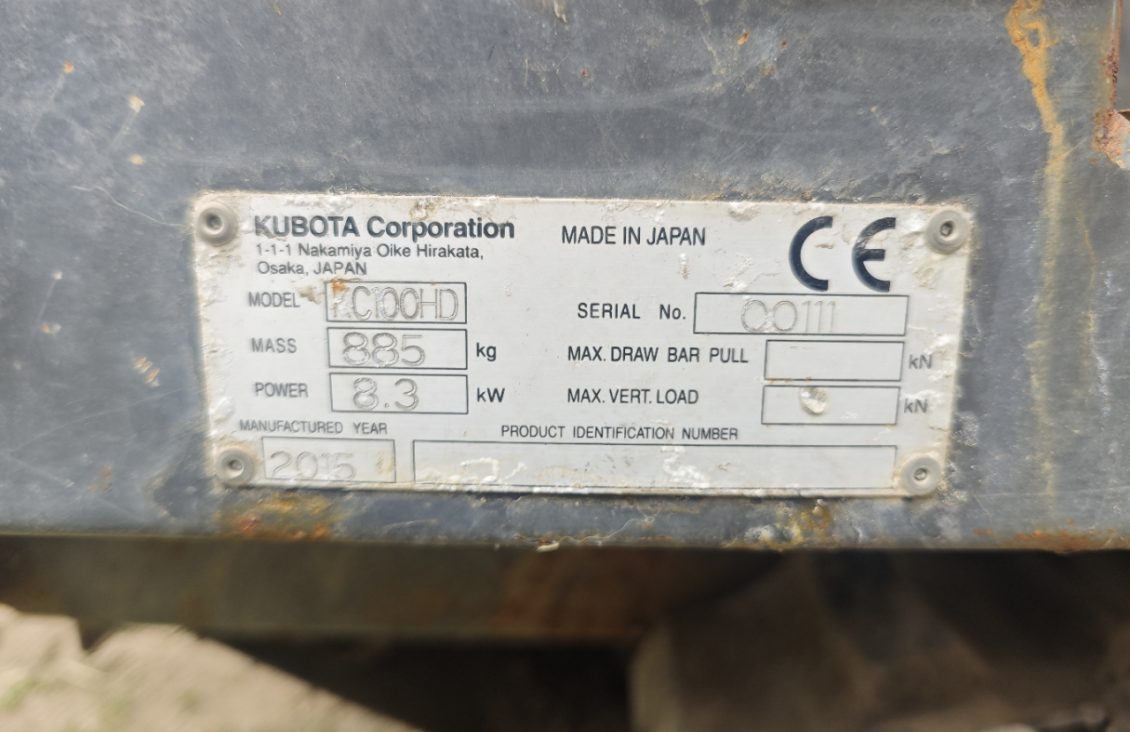 KUBOTA Corporation
1-1-1 Nakamiya Oike Hirakata,
Osaka, JAPAN
MADE IN JAPAN
CE
MODEL KC100HD
SERIAL No. 00111
MASS 885 kg
MAX. DRAW BAR PULL kN
POWER 8.3 kW
MAX. VERT. LOAD kN
MANUFACTURED YEAR
2015
PRODUCT IDENTIFICATION NUMBER